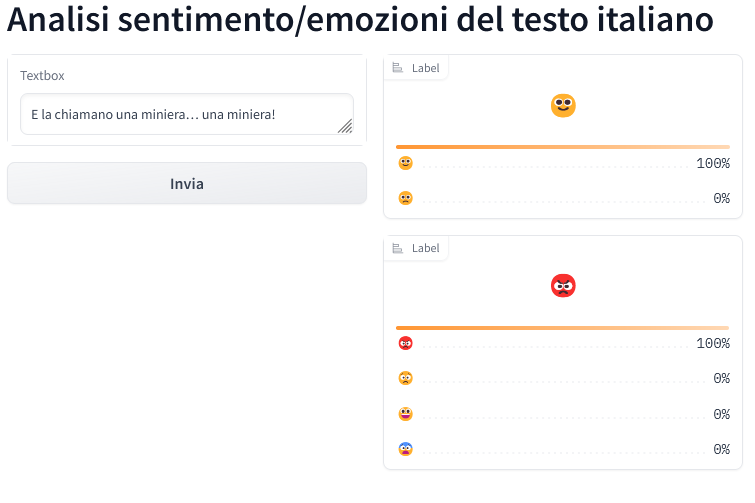 Analisi sentimento/emozioni del testo italiano
Textbox
E la chiamano una miniera... una miniera!
Invia
Label
100%
0%
Label
100%
0%
0%
0%